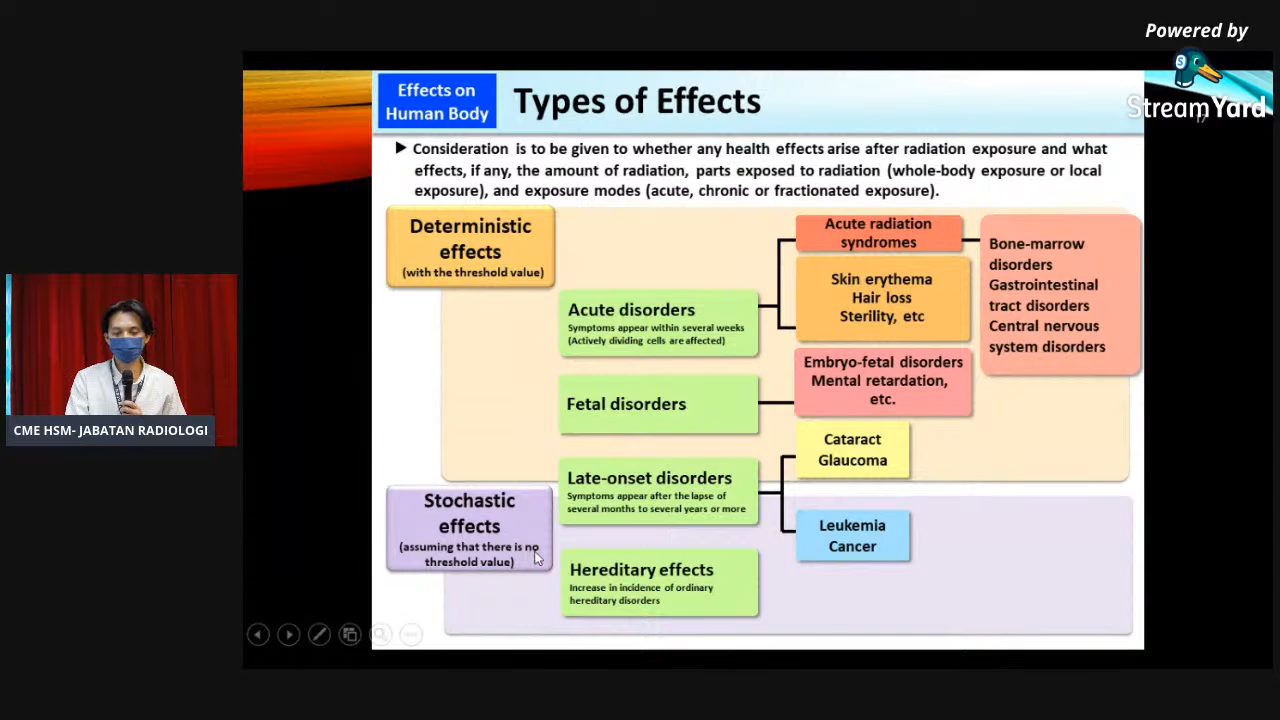 Powered by
StreamYard
Effects on
Human Body
Types of Effects
17
▶ Consideration is to be given to whether any health effects arise after radiation exposure and what
effects, if any, the amount of radiation, parts exposed to radiation (whole-body exposure or local
exposure), and exposure modes (acute, chronic or fractionated exposure).
Deterministic
effects
(with the threshold value)
Acute disorders
Symptoms appear within several weeks
(Actively dividing cells are affected)
Acute radiation
syndromes
Skin erythema
Hair loss
Sterility, etc
Bone-marrow
disorders
Gastrointestinal
tract disorders
Central nervous
system disorders
Fetal disorders
Embryo-fetal disorders
Mental retardation,
etc.
Late-onset disorders
Symptoms appear after the lapse of
several months to several years or more
Cataract
Glaucoma
Stochastic
effects
(assuming that there is no
threshold value)
Leukemia
Cancer
Hereditary effects
Increase in incidence of ordinary
hereditary disorders
CME HSM- JABATAN RADIOLOGI